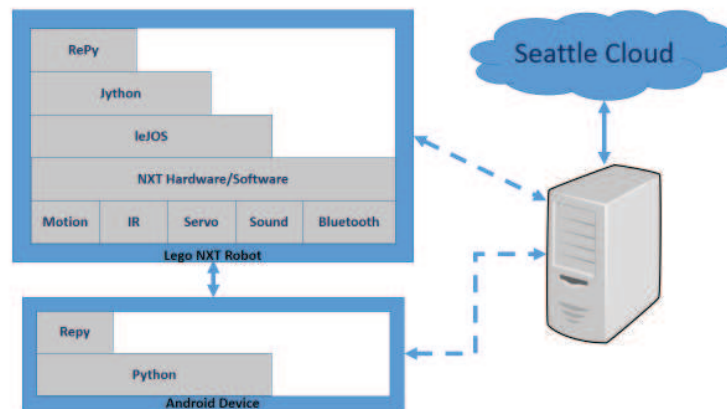 RePy
Jython
leJOS
NXT Hardware/Software
Motion IR Servo Sound Bluetooth
Lego NXT Robot
Seattle Cloud
Repy
Python
Android Device